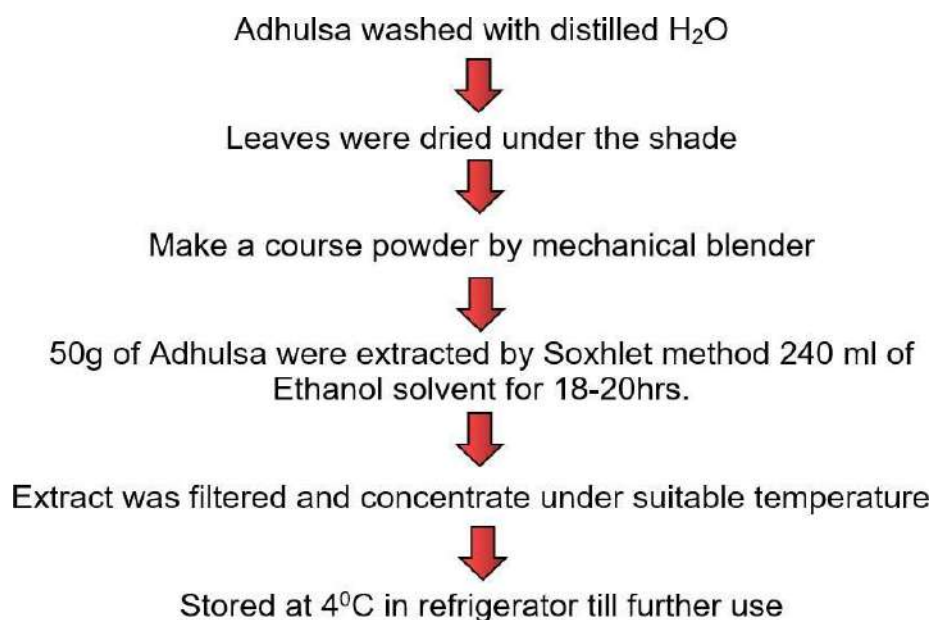 Adhulsa washed with distilled H₂O
Leaves were dried under the shade
Make a course powder by mechanical blender
50g of Adhulsa were extracted by Soxhlet method 240 ml of
Ethanol solvent for 18-20hrs.
Extract was filtered and concentrate under suitable temperature
Stored at 4⁰C in refrigerator till further use